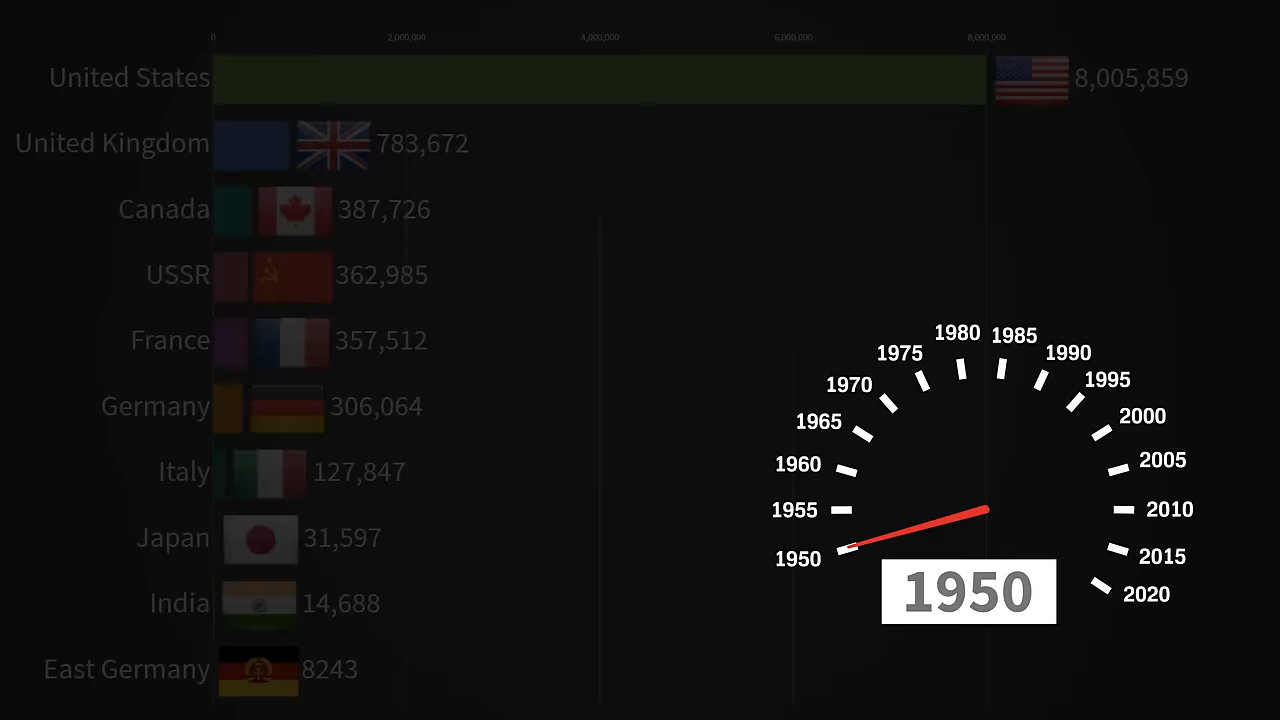 0 2,000,000 4,000,000 6,000,000 8,000,000
United States 8,005,859
United Kingdom 783,672
Canada 387,726
USSR 362,985
France 357,512
Germany 306,064
Italy 127,847
Japan 31,597
India 14,688
East Germany 8243
1950
1955
1960
1965
1970
1975
1980
1985
1990
1995
2000
2005
2010
2015
2020
1950